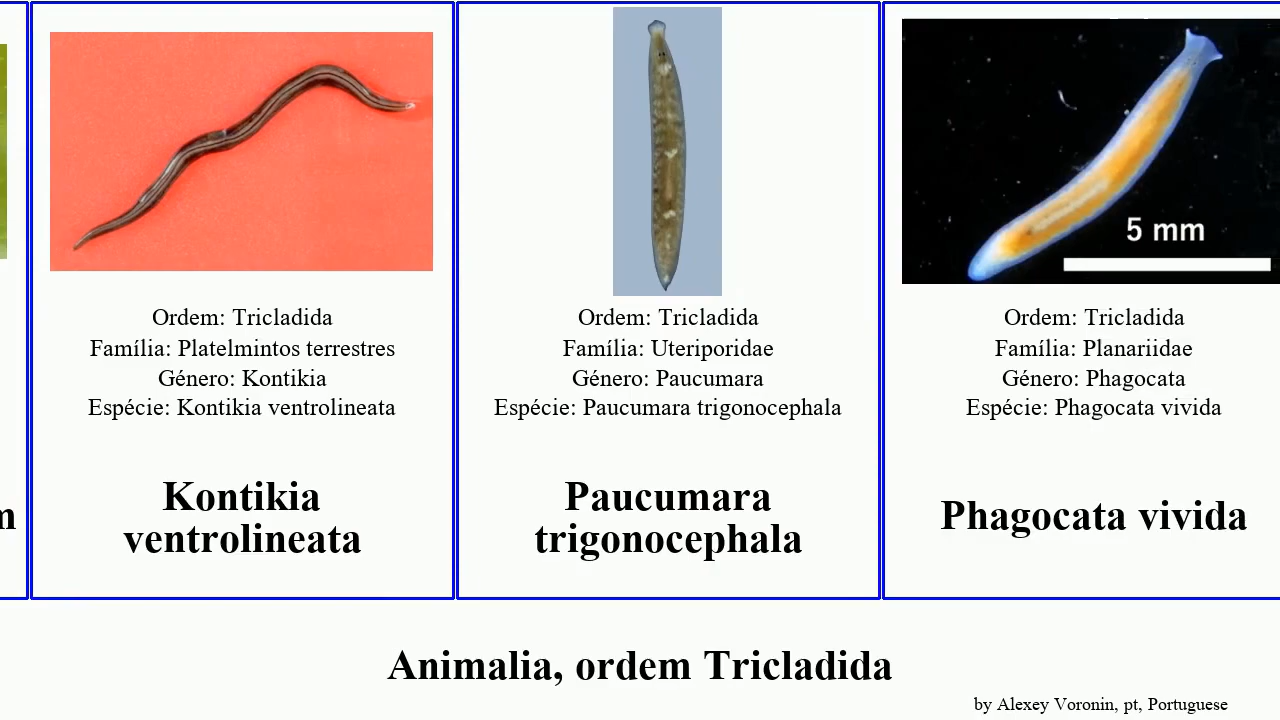 5 mm
Ordem: Tricladida
Família: Platelmintos terrestres
Género: Kontikia
Espécie: Kontikia ventrolineata
Kontikia
ventrolineata
Ordem: Tricladida
Família: Uteriporidae
Género: Paucumara
Espécie: Paucumara trigonocephala
Paucumara
trigonocephala
Ordem: Tricladida
Família: Planariidae
Género: Phagocata
Espécie: Phagocata vivida
Phagocata vivida
Animalia, ordem Tricladida
by Alexey Voronin, pt, Portuguese